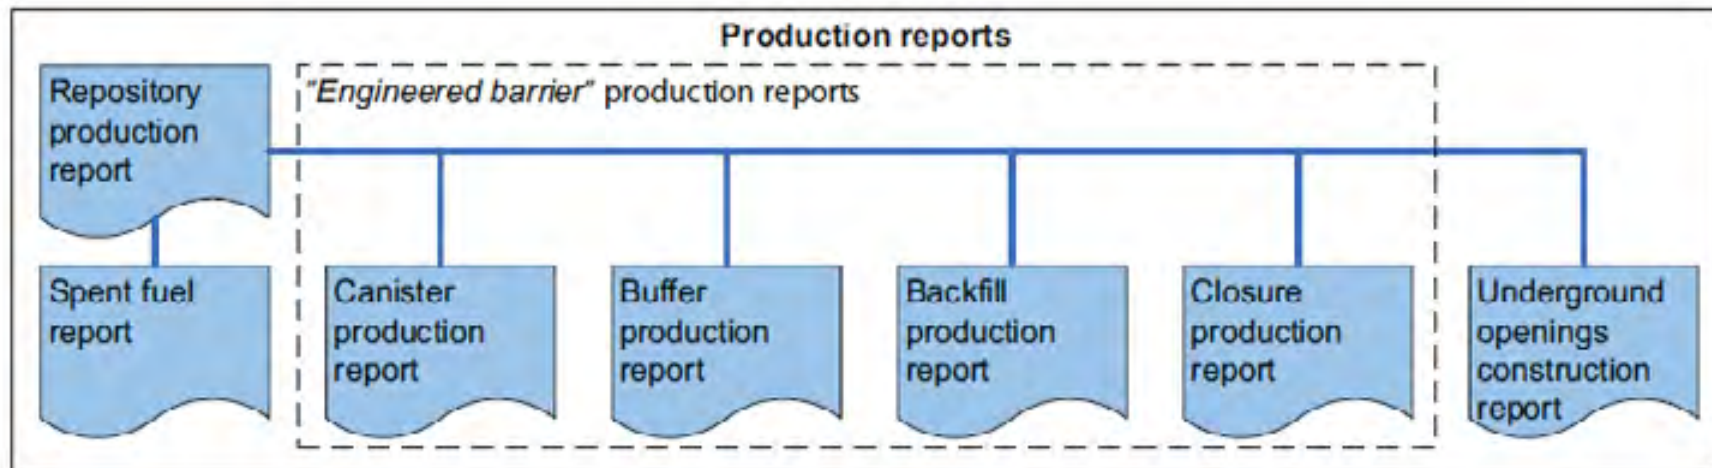 Production reports
Repository
production
report
"Engineered barrier" production reports
Spent fuel
report
Canister
production
report
Buffer
production
report
Backfill
production
report
Closure
production
report
Underground
openings
construction
report